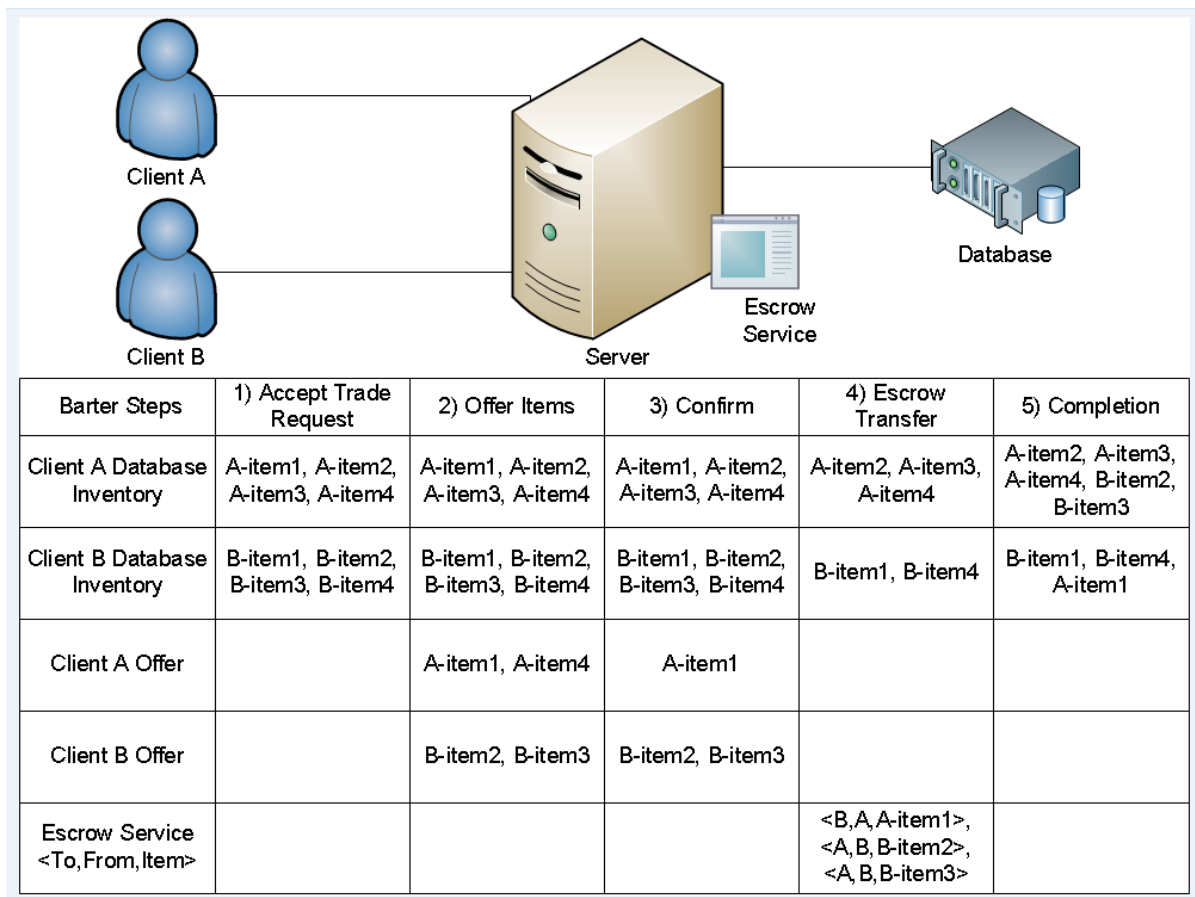 Client A
Client B
Server
Escrow
Service
Database
Barter Steps
1) Accept Trade
Request
2) Offer Items
3) Confirm
4) Escrow
Transfer
5) Completion
Client A Database
Inventory
A-item1, A-item2,
A-item3, A-item4
A-item1, A-item2,
A-item3, A-item4
A-item1, A-item2,
A-item3, A-item4
A-item2, A-item3,
A-item4
A-item2, A-item3,
A-item4, B-item2,
B-item3
Client B Database
Inventory
B-item1, B-item2,
B-item3, B-item4
B-item1, B-item2,
B-item3, B-item4
B-item1, B-item2,
B-item3, B-item4
B-item1, B-item4
B-item1, B-item4,
A-item1
Client A Offer
A-item1, A-item4
A-item1
Client B Offer
B-item2, B-item3
B-item2, B-item3
Escrow Service
<To,From,Item>
<B,A,A-item1>,
<A,B,B-item2>,
<A,B,B-item3>